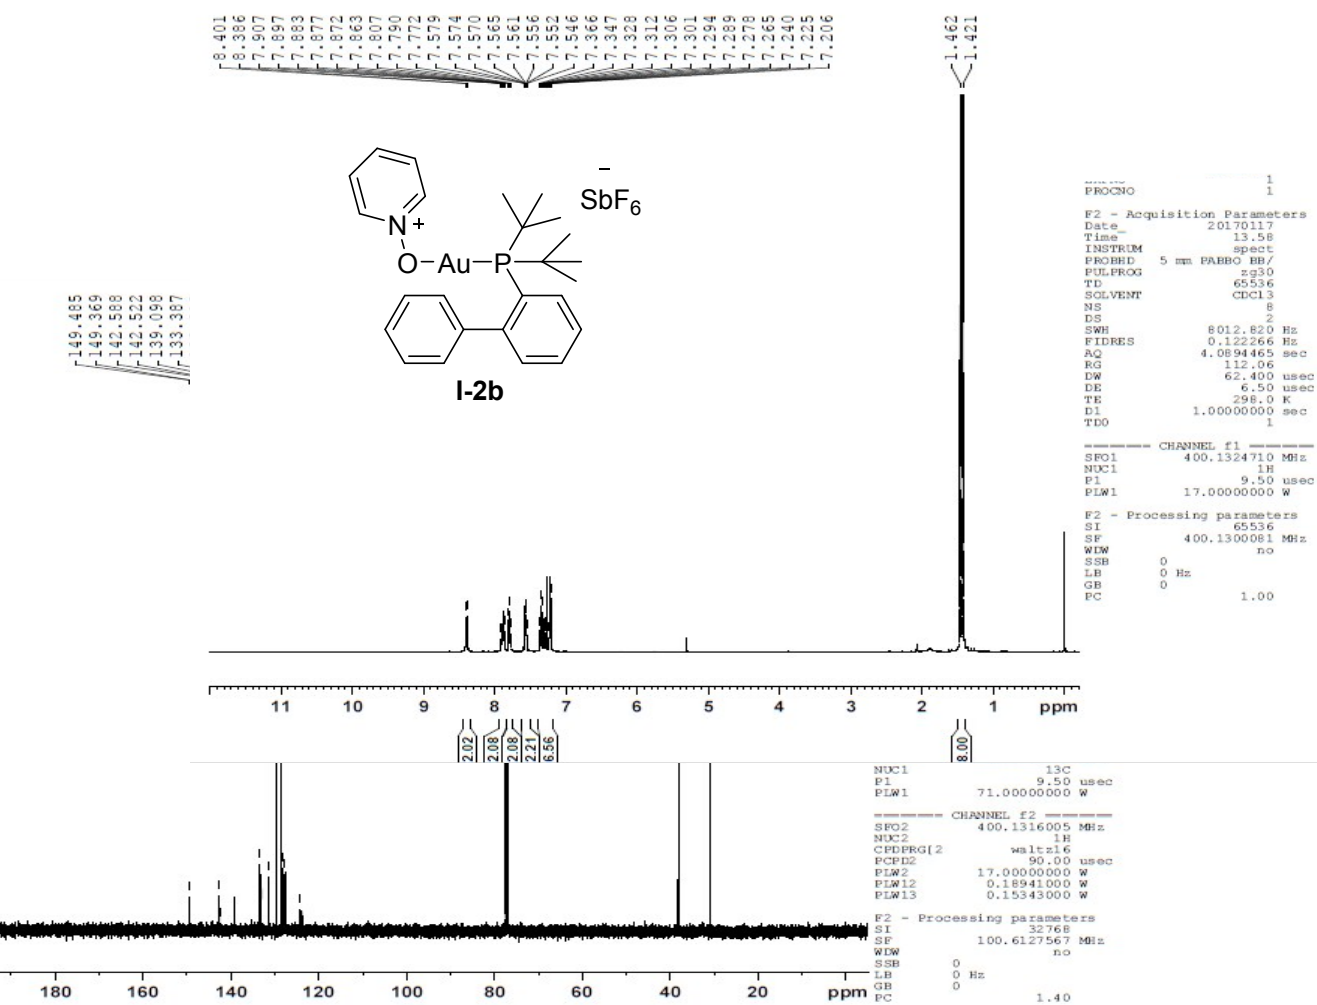 8.401
8.386
7.907
7.897
7.883
7.877
7.872
7.863
7.807
7.790
7.772
7.579
7.574
7.570
7.565
7.561
7.556
7.552
7.546
7.366
7.347
7.328
7.312
7.306
7.301
7.294
7.289
7.278
7.265
7.240
7.225
7.206
1.462
1.421
N +
O Au P
SbF6 −
I-2b
149.485
149.369
142.588
142.522
139.098
133.387
1
PROCNO 1
F2 - Acquisition Parameters
Date_ 20170117
Time 13.58
INSTRUM spect
PROBHD 5 mm PABBO BB/
PULPROG zg30
TD 65536
SOLVENT CDCl3
NS 8
DS 2
SWH 8012.820 Hz
FIDRES 0.122266 Hz
AQ 4.0894465 sec
RG 112.06
DW 62.400 usec
DE 6.50 usec
TE 298.0 K
D1 1.00000000 sec
TD0 1
====== CHANNEL f1 ======
SFO1 400.1324710 MHz
NUC1 1H
P1 9.50 usec
PLW1 17.00000000 W
F2 - Processing parameters
SI 65536
SF 400.1300081 MHz
WDW no
SSB 0
LB 0 Hz
GB 0
PC 1.00
11 10 9 8 7 6 5 4 3 2 1 ppm
2.02 2.08 2.08 2.21 6.56 8.00
NUC1 13C
P1 9.50 usec
PLW1 71.00000000 W
====== CHANNEL f2 ======
SFO2 400.1316005 MHz
NUC2 1H
CPDPRG[2 waltz16
PCPD2 90.00 usec
PLW2 17.00000000 W
PLW12 0.18941000 W
PLW13 0.15343000 W
F2 - Processing parameters
SI 32768
SF 100.6127567 MHz
WDW no
SSB 0
LB 0 Hz
GB 0
PC 1.40
180 160 140 120 100 80 60 40 20 ppm